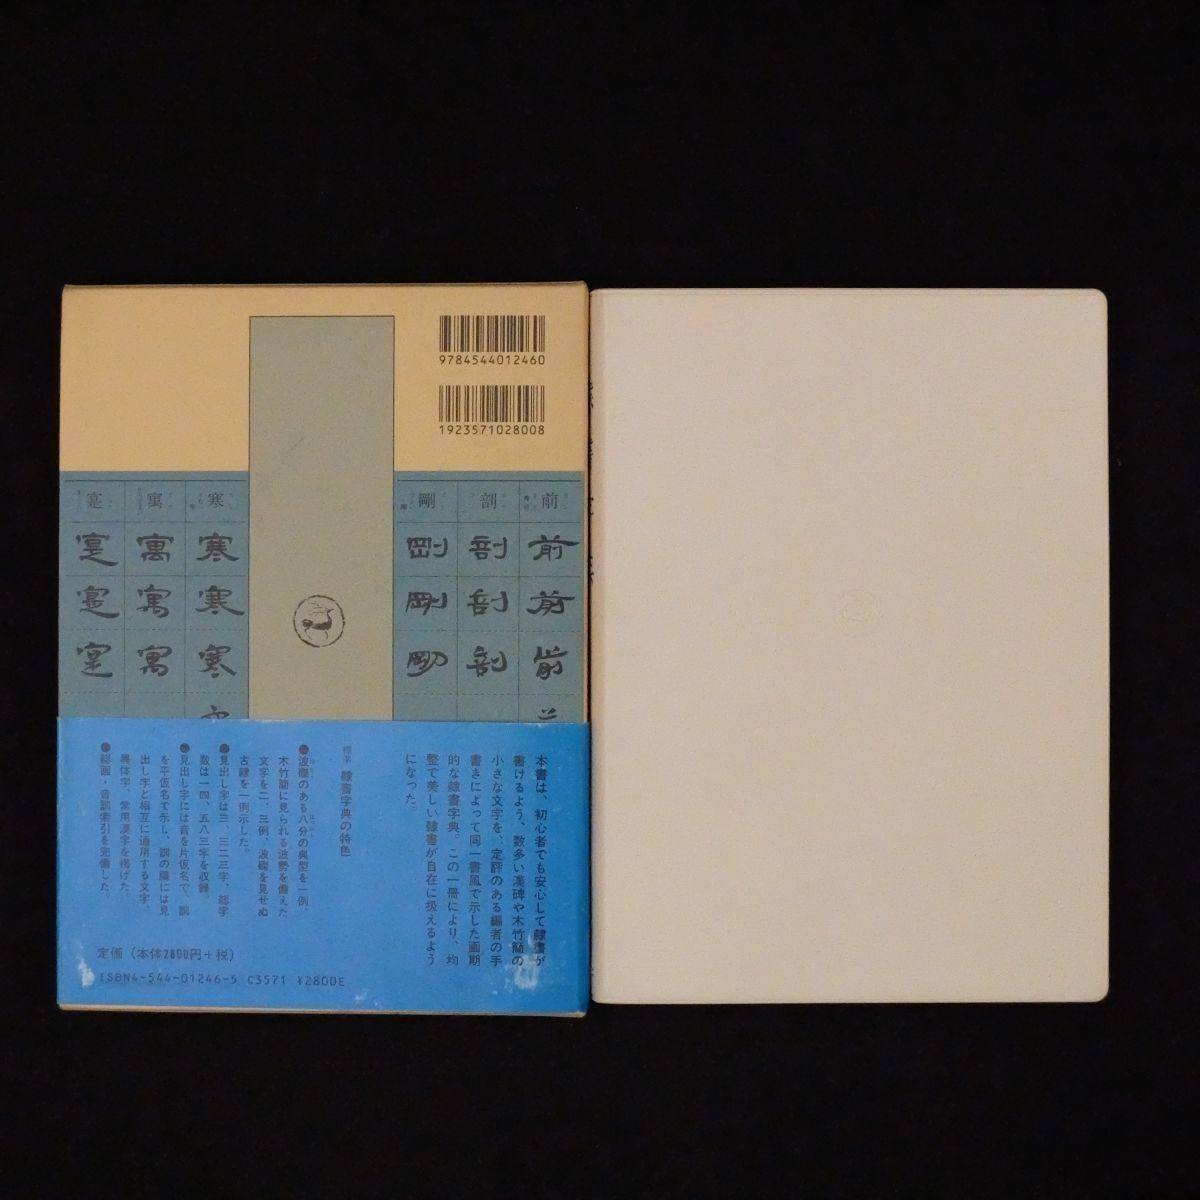 9784544012460
1923571028008
前
剖
剛
寒
寓
寔
前 剖 剛 寒 寓 寔
前 剖 剛 寒 寓 寔
前 剖 剛 寒 寓 寔
本書は、初心者でも安心して隷書が
書けるよう、数多い漢碑や木竹簡の
小さな文字を、定評のある編者の手
書きによって同一書風で示した画期
的な隷書字典。この一冊により、均
整で美しい隷書が自在に扱えるよう
になった。
標準 隷書字典の特色
●波磔のある八分の典型を一例、
木竹簡に見られる波勢を備えた
文字を二、三例、波磔を見せぬ
古隷を一例示した。
●見出し字は三、三二三字、総字
数は一四、五八三字を収録。
●見出し字には音を片仮名で、訓
を平仮名で示し、訓の欄には見
出し字と相互に通用する文字、
異体字、常用漢字を掲げた。
●総画・音訓索引を完備した。
定価(本体2800円+税)
ISBN4-544-01246-5 C3571 ¥2800E